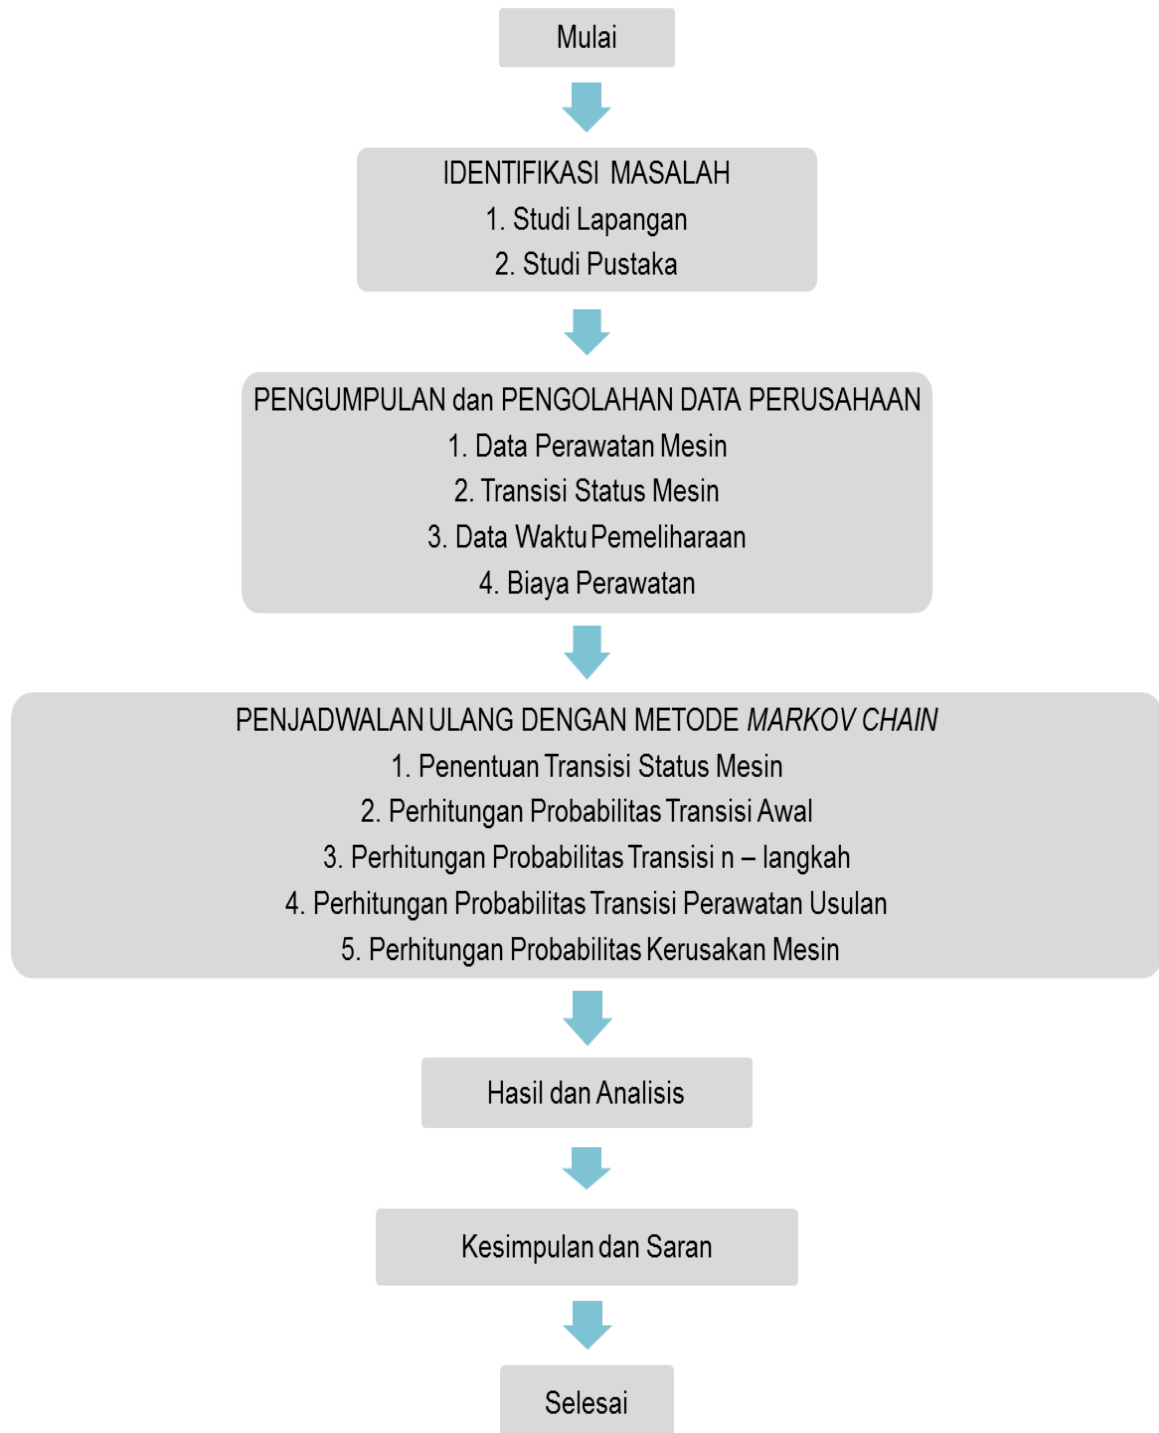 Mulai
IDENTIFIKASI MASALAH
1. Studi Lapangan
2. Studi Pustaka
PENGUMPULAN dan PENGOLAHAN DATA PERUSAHAAN
1. Data Perawatan Mesin
2. Transisi Status Mesin
3. Data Waktu Pemeliharaan
4. Biaya Perawatan
PENJADWALAN ULANG DENGAN METODE MARKOV CHAIN
1. Penentuan Transisi Status Mesin
2. Perhitungan Probabilitas Transisi Awal
3. Perhitungan Probabilitas Transisi n – langkah
4. Perhitungan Probabilitas Transisi Perawatan Usulan
5. Perhitungan Probabilitas Kerusakan Mesin
Hasil dan Analisis
Kesimpulan dan Saran
Selesai